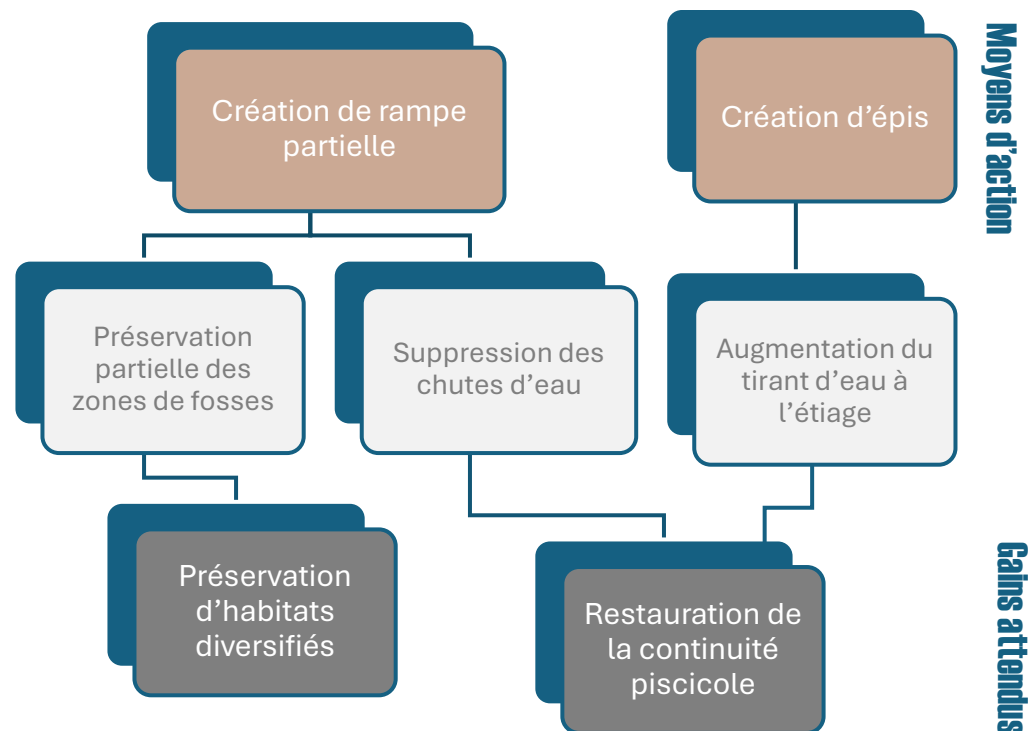 Création de rampe
partielle
Création d'épis
Moyens d'action
Préservation
partielle des
zones de fosses
Suppression des
chutes d'eau
Augmentation du
tirant d'eau à
l'étiage
Préservation
d'habitats
diversifiés
Restauration de
la continuité
piscicole
Gains attendus